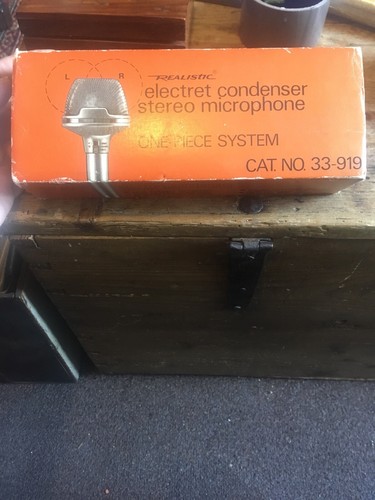 L R
REALISTIC
electret condenser
stereo microphone
ONE PIECE SYSTEM
CAT. NO. 33-919